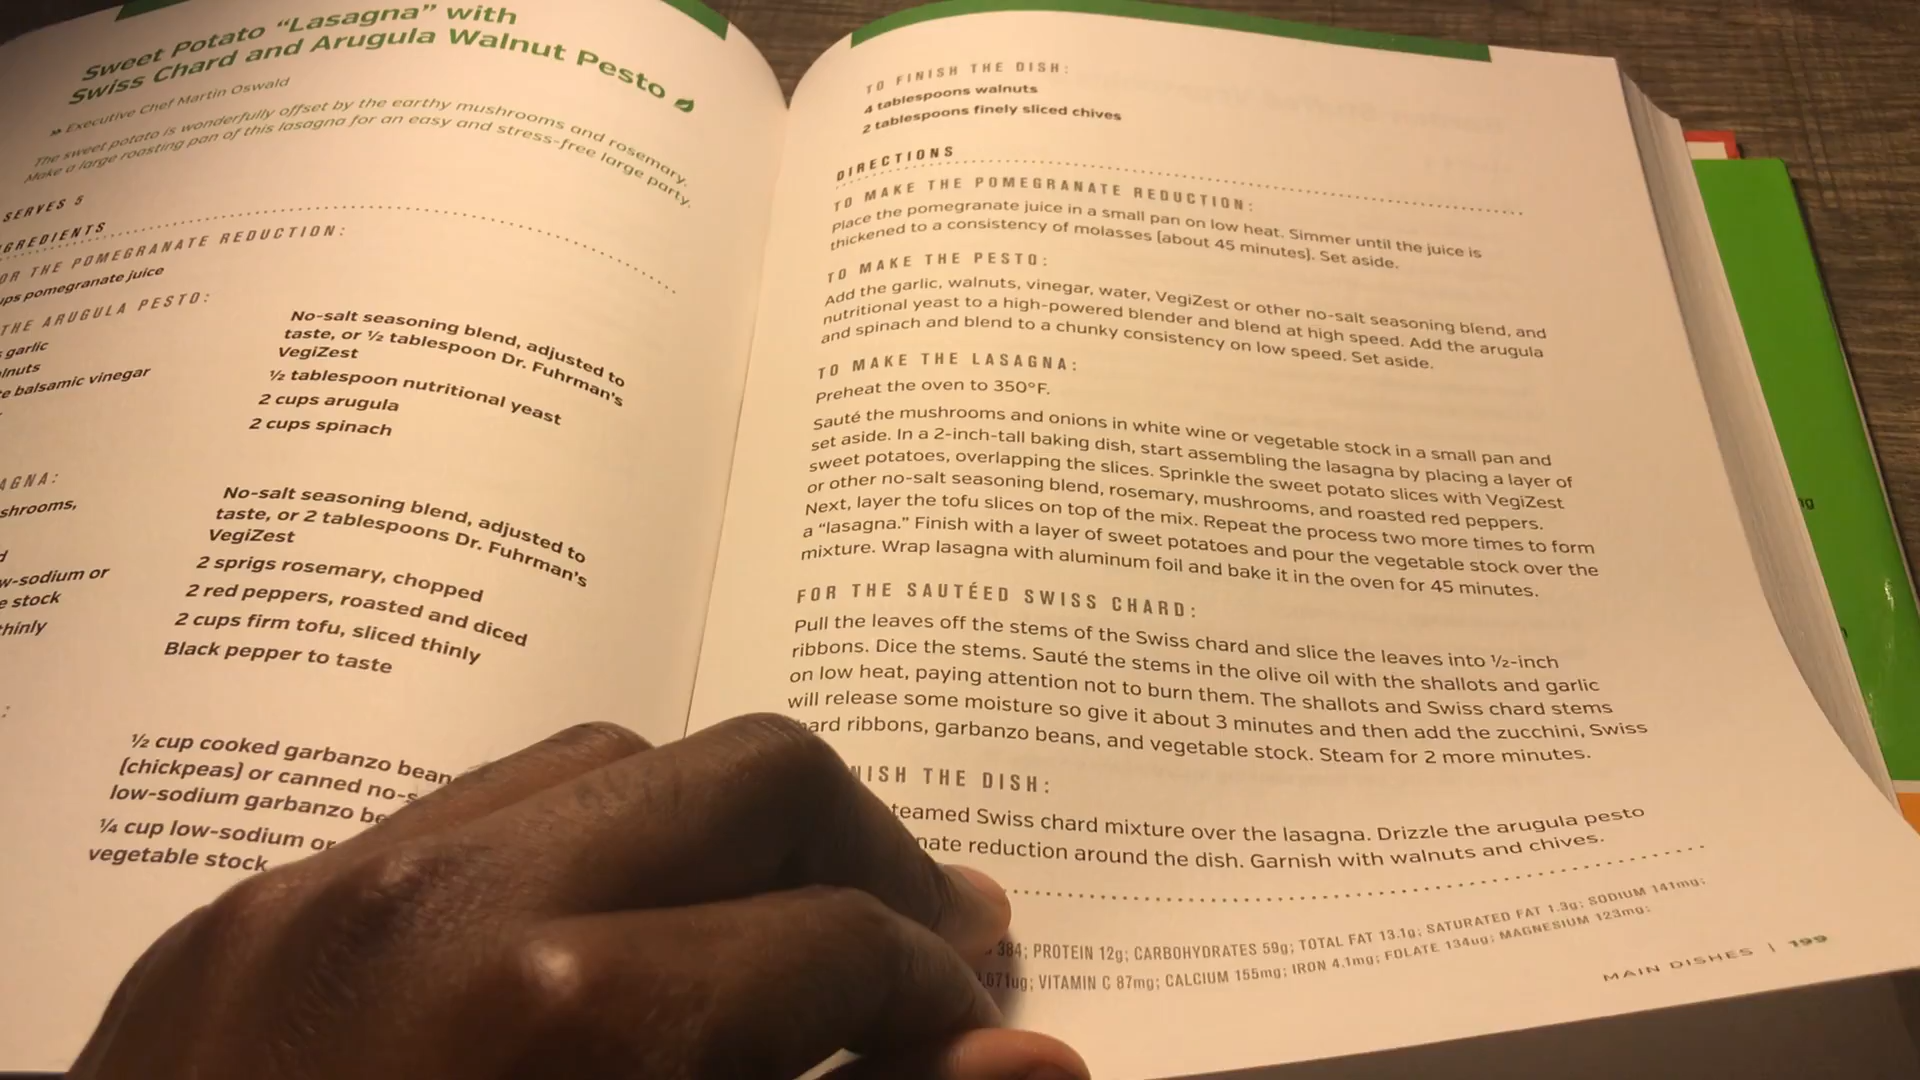 Sweet Potato “Lasagna” with
Swiss Chard and Arugula Walnut Pesto
» Executive Chef Martin Oswald
The sweet potato is wonderfully offset by the earthy mushrooms and rosemary.
Make a large roasting pan of this lasagna for an easy and stress-free large party.
SERVES 5
FOR THE POMEGRANATE REDUCTION:
pomegranate juice
THE ARUGULA PESTO:
garlic
balsamic vinegar
No-salt seasoning blend, adjusted to
taste, or ½ tablespoon Dr. Fuhrman’s
VegiZest
½ tablespoon nutritional yeast
2 cups arugula
2 cups spinach
or
stock
No-salt seasoning blend, adjusted to
taste, or 2 tablespoons Dr. Fuhrman’s
VegiZest
2 sprigs rosemary, chopped
2 red peppers, roasted and diced
2 cups firm tofu, sliced thinly
Black pepper to taste
½ cup cooked garbanzo
(chickpeas) or canned
low-sodium garbanzo
¼ cup low-sodium or
vegetable stock
TO FINISH THE DISH:
4 tablespoons walnuts
2 tablespoons finely sliced chives
DIRECTIONS
TO MAKE THE POMEGRANATE REDUCTION:
Place the pomegranate juice in a small pan on low heat. Simmer until the juice is
thickened to a consistency of molasses (about 45 minutes). Set aside.
TO MAKE THE PESTO:
Add the garlic, walnuts, vinegar, water, VegiZest or other no-salt seasoning blend, and
nutritional yeast to a high-powered blender and blend at high speed. Add the arugula
and spinach and blend to a chunky consistency on low speed. Set aside.
TO MAKE THE LASAGNA:
Preheat the oven to 350°F.
Sauté the mushrooms and onions in white wine or vegetable stock in a small pan and
set aside. In a 2-inch-tall baking dish, start assembling the lasagna by placing a layer of
sweet potatoes, overlapping the slices. Sprinkle the sweet potato slices with VegiZest
or other no-salt seasoning blend, rosemary, mushrooms, and roasted red peppers.
Next, layer the tofu slices on top of the mix. Repeat the process two more times to form
a “lasagna.” Finish with a layer of sweet potatoes and pour the vegetable stock over the
mixture. Wrap lasagna with aluminum foil and bake it in the oven for 45 minutes.
FOR THE SAUTÉED SWISS CHARD:
Pull the leaves off the stems of the Swiss chard and slice the leaves into ½-inch
ribbons. Dice the stems. Sauté the stems in the olive oil with the shallots and garlic
on low heat, paying attention not to burn them. The shallots and Swiss chard stems
will release some moisture so give it about 3 minutes and then add the zucchini, Swiss
chard ribbons, garbanzo beans, and vegetable stock. Steam for 2 more minutes.
THE DISH:
Swiss chard mixture over the lasagna. Drizzle the arugula pesto
reduction around the dish. Garnish with walnuts and chives.
384; PROTEIN 12g; CARBOHYDRATES 59g; TOTAL FAT 13.1g; SATURATED FAT 1.3g; SODIUM 141mg;
VITAMIN C 87mg; CALCIUM 155mg; IRON 4.1mg; FOLATE 134ug; MAGNESIUM 123mg;
MAIN DISHES | 199